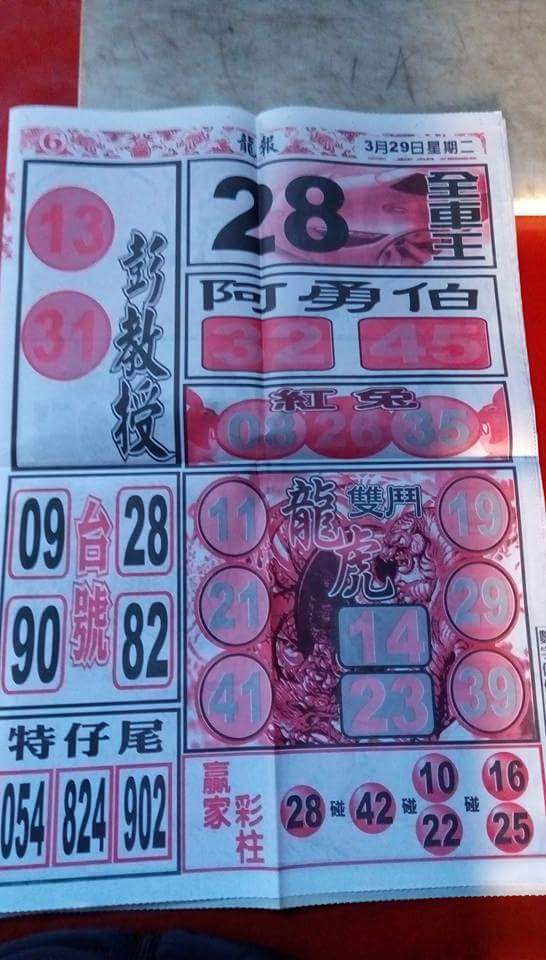 6 龍報 3月29日星期二
13
31
彭教授
28 全車王
阿勇伯
32 45
紅兔
08 26 35
09 台號 28
90 82
龍虎 雙鬥
11 19
21 29
14
41 39
23
特仔尾
054 824 902
贏家彩柱
28 碰 42 碰 10 22 碰 16 25